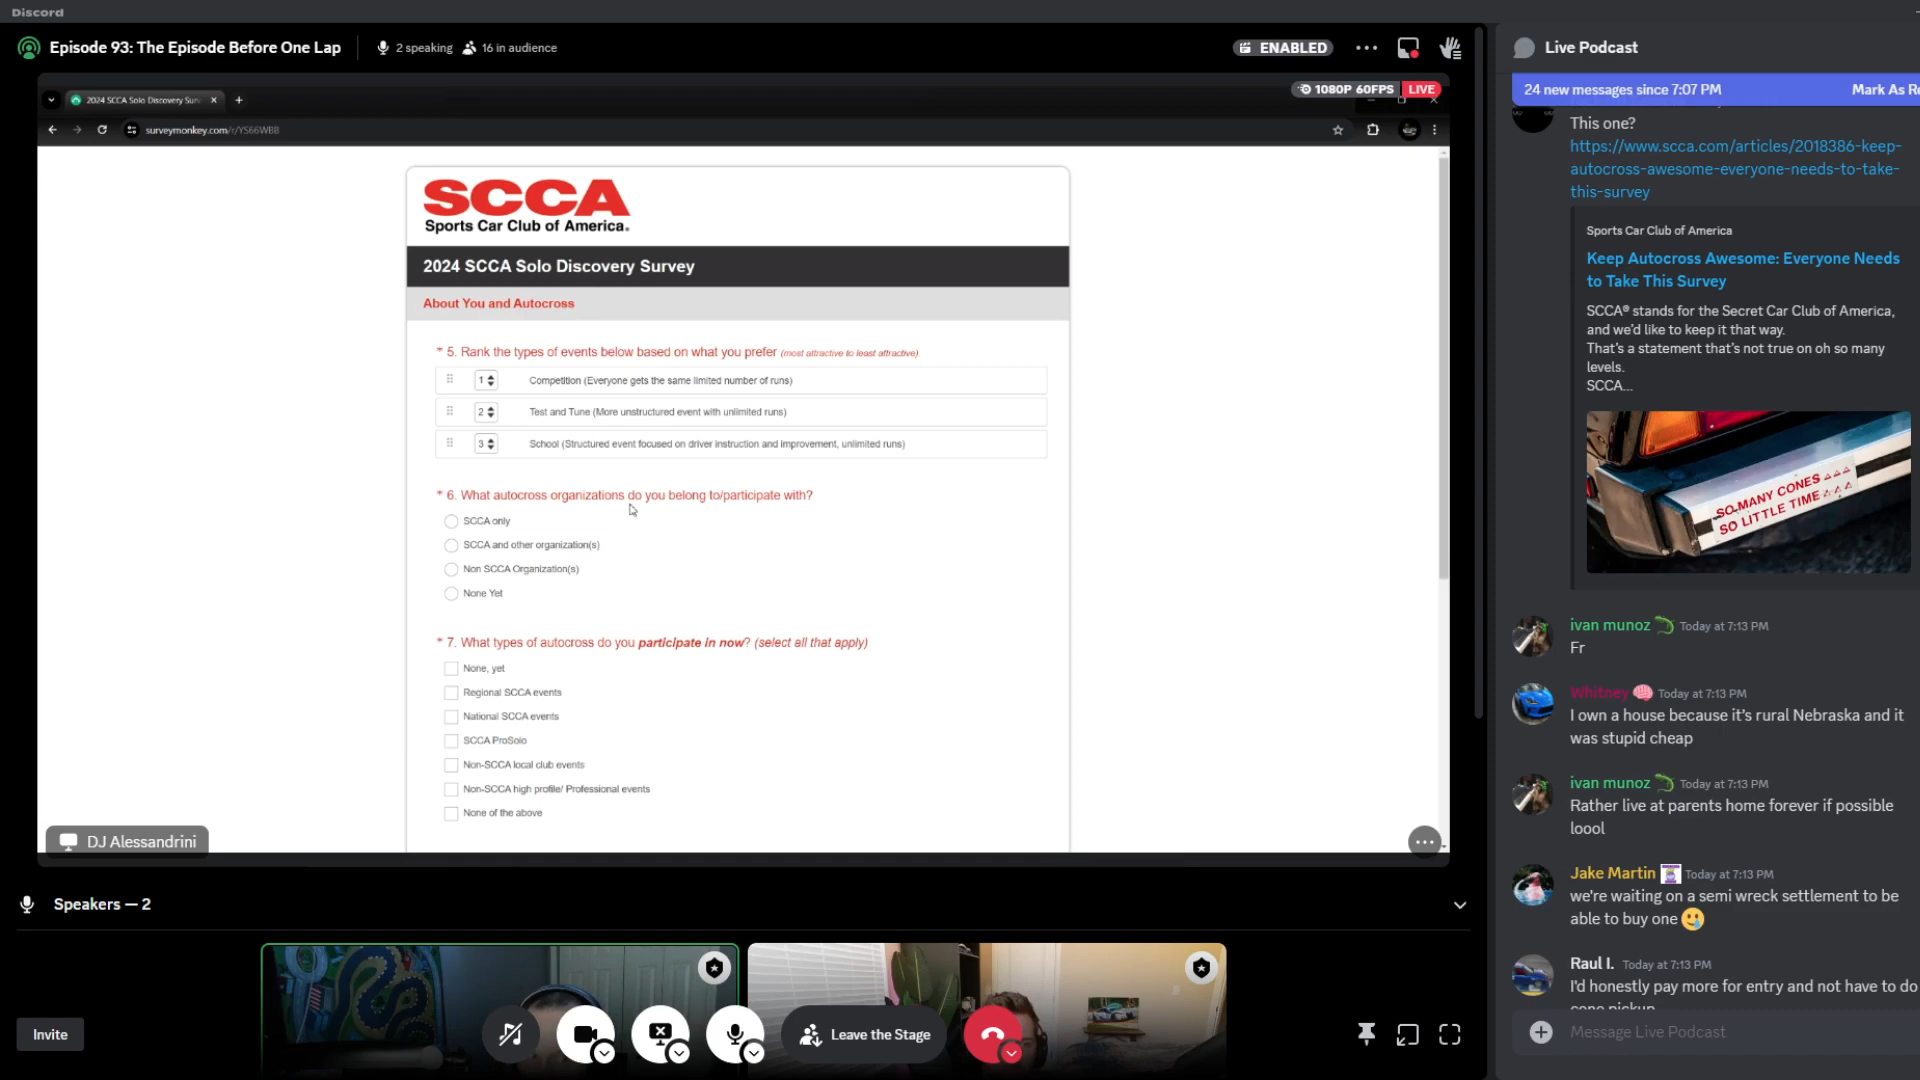 Discord
Episode 93: The Episode Before One Lap
2 speaking
16 in audience
ENABLED
Live Podcast
24 new messages since 7:07 PM
Mark As Re
2024 SCCA Solo Discovery Surv
1080P 60FPS
LIVE
surveymonkey.com/r/YS66WBB
SCCA
Sports Car Club of America.
2024 SCCA Solo Discovery Survey
About You and Autocross
* 5. Rank the types of events below based on what you prefer (most attractive to least attractive).
1 Competition (Everyone gets the same limited number of runs)
2 Test and Tune (More unstructured event with unlimited runs)
3 School (Structured event focused on driver instruction and improvement, unlimited runs)
* 6. What autocross organizations do you belong to/participate with?
SCCA only
SCCA and other organization(s)
Non SCCA Organization(s)
None Yet
* 7. What types of autocross do you participate in now? (select all that apply)
None, yet
Regional SCCA events
National SCCA events
SCCA ProSolo
Non-SCCA local club events
Non-SCCA high profile/ Professional events
None of the above
DJ Alessandrini
Speakers — 2
Invite
Leave the Stage
This one?
https://www.scca.com/articles/2018386-keep-
autocross-awesome-everyone-needs-to-take-
this-survey
Sports Car Club of America
Keep Autocross Awesome: Everyone Needs
to Take This Survey
SCCA® stands for the Secret Car Club of America,
and we'd like to keep it that way.
That's a statement that's not true on oh so many
levels.
SCCA...
SO MANY CONES
SO LITTLE TIME
ivan munoz Today at 7:13 PM
Fr
Whitney Today at 7:13 PM
I own a house because it's rural Nebraska and it
was stupid cheap
ivan munoz Today at 7:13 PM
Rather live at parents home forever if possible
loool
Jake Martin Today at 7:13 PM
we're waiting on a semi wreck settlement to be
able to buy one
Raul I. Today at 7:13 PM
I'd honestly pay more for entry and not have to do
cone pickup
Message Live Podcast